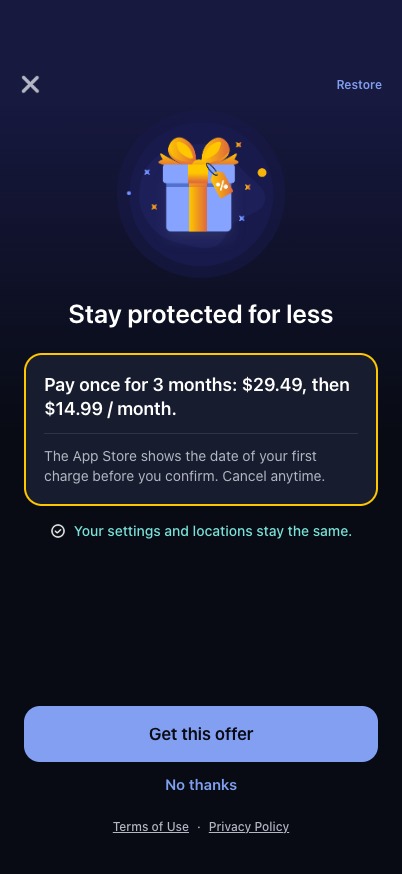 Restore
%
Stay protected for less
Pay once for 3 months: $29.49, then
$14.99 / month.
The App Store shows the date of your first
charge before you confirm. Cancel anytime.
Your settings and locations stay the same.
Get this offer
No thanks
Terms of Use · Privacy Policy